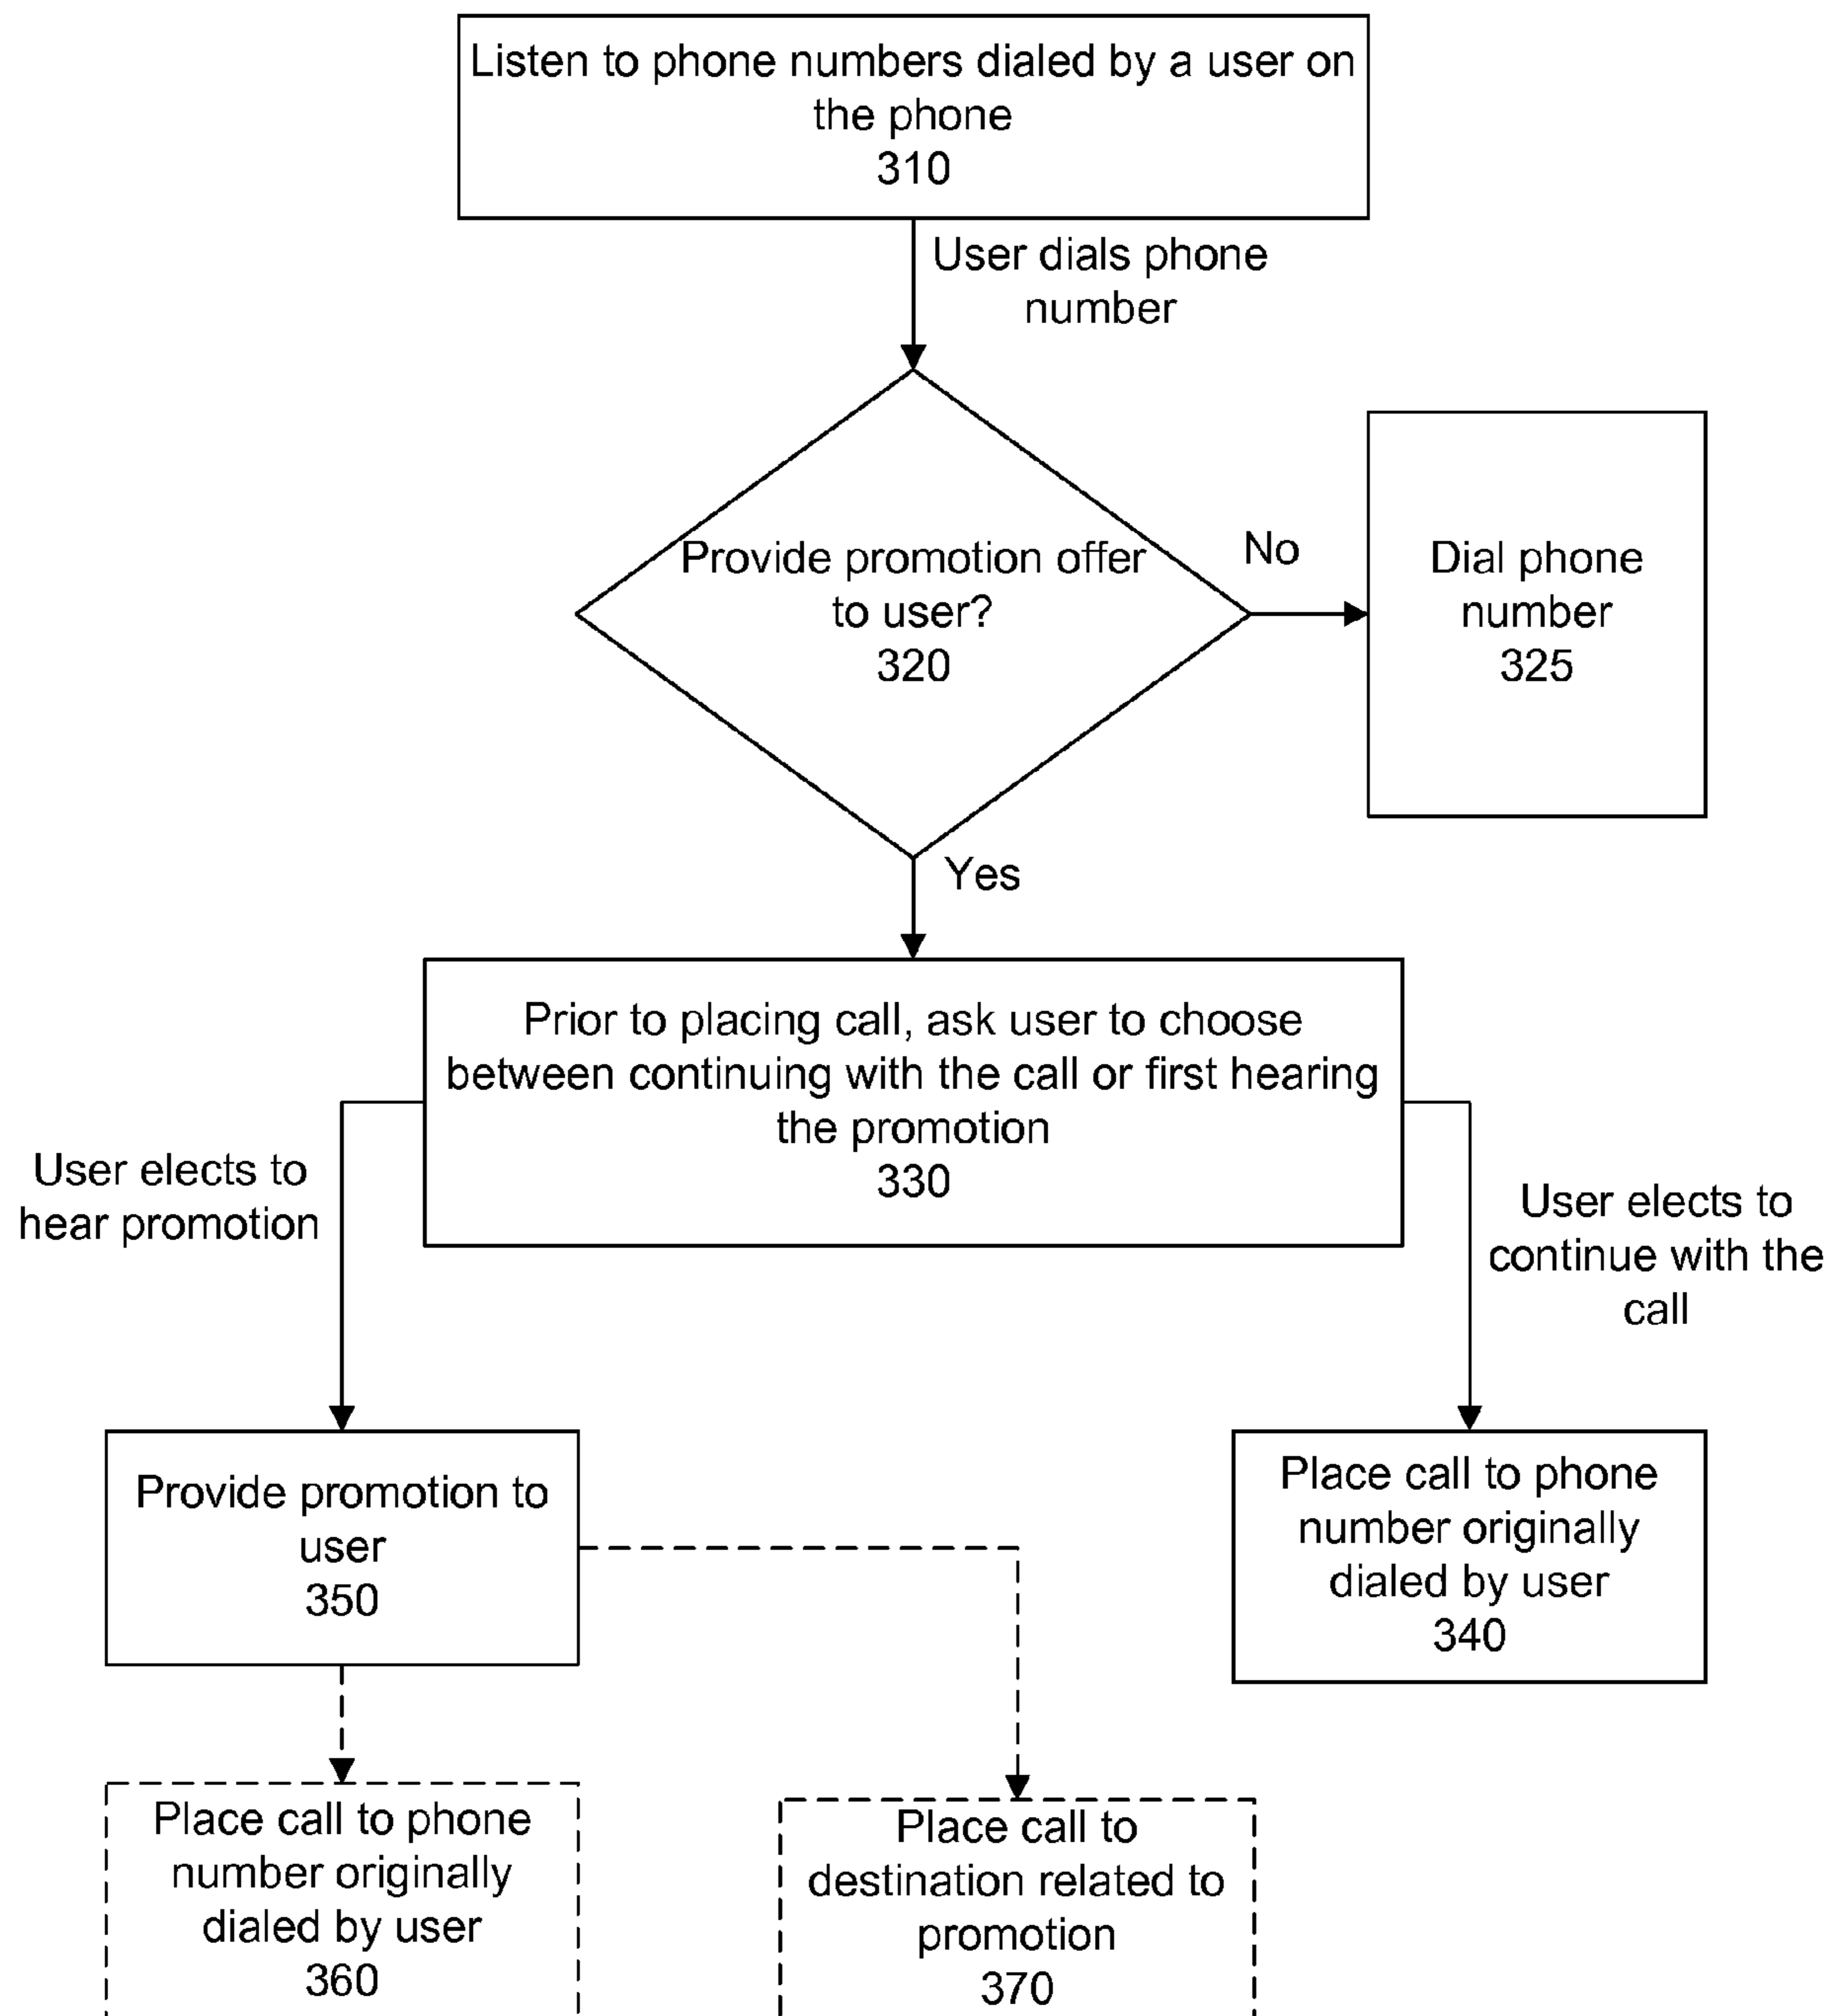 Listen to phone numbers dialed by a user on
the phone
310
User dials phone
number
Provide promotion offer
to user?
320
No
Dial phone
number
325
Yes
Prior to placing call, ask user to choose
between continuing with the call or first hearing
the promotion
330
User elects to
hear promotion
User elects to
continue with the
call
Provide promotion to
user
350
Place call to phone
number originally
dialed by user
340
Place call to phone
number originally
dialed by user
360
Place call to
destination related to
promotion
370